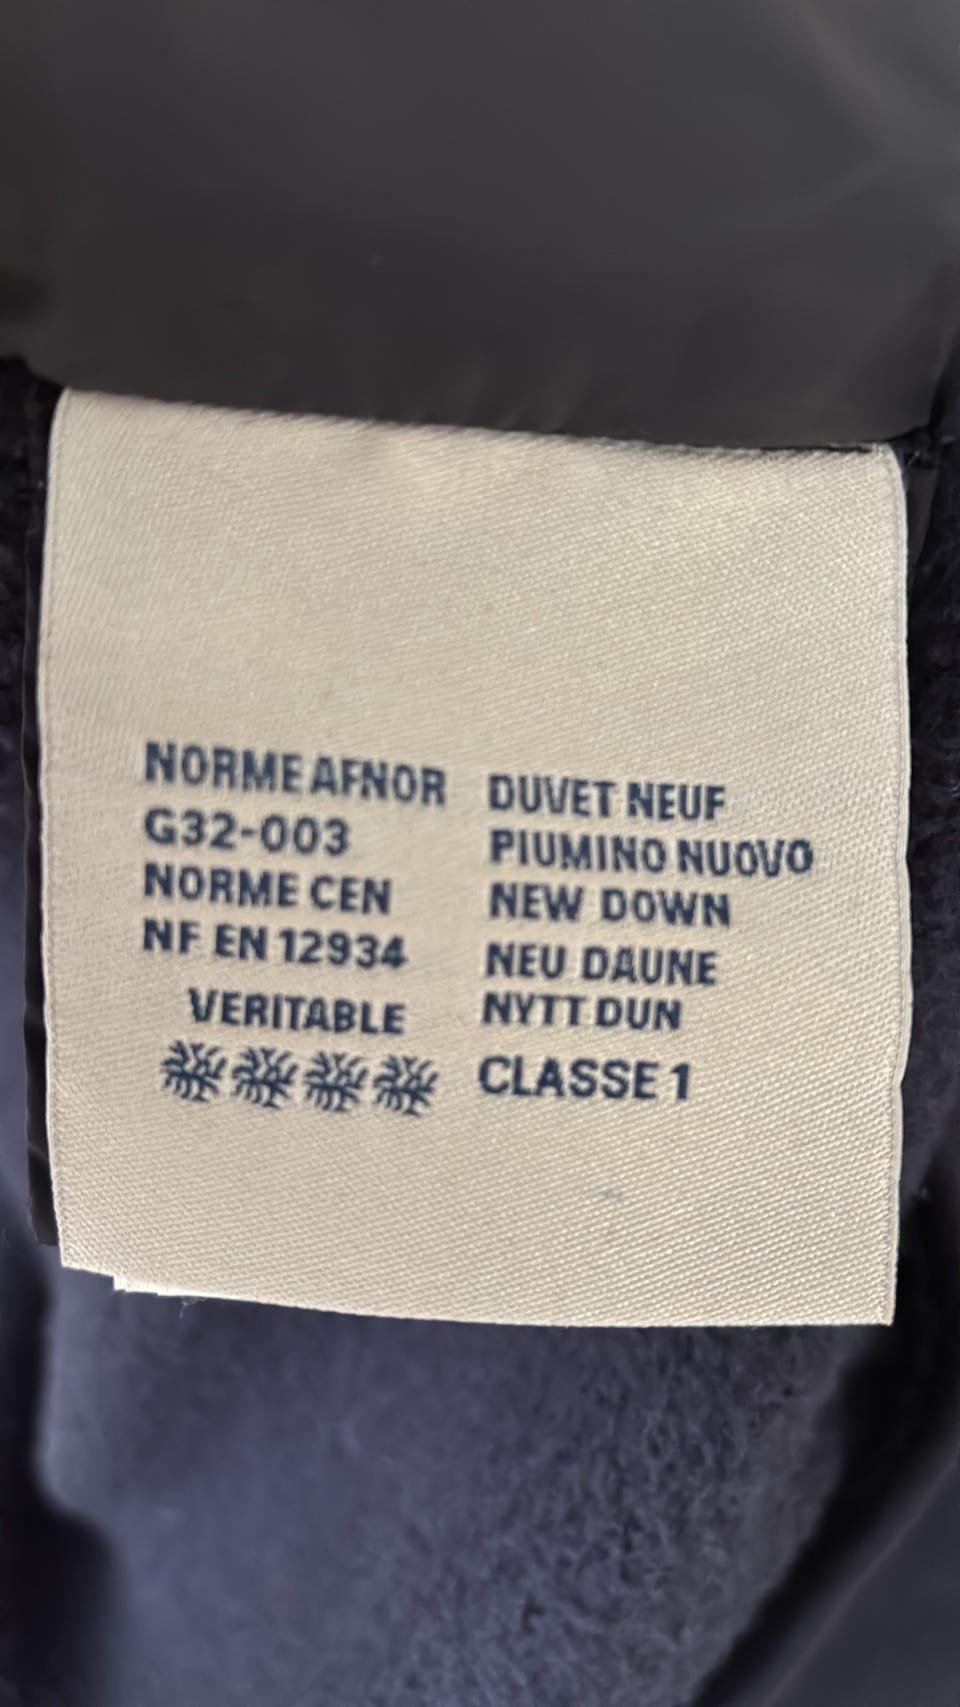 NORME AFNOR
G32-003
NORME CEN
NF EN 12934
VERITABLE
DUVET NEUF
PIUMINO NUOVO
NEW DOWN
NEU DAUNE
NYTT DUN
CLASSE 1